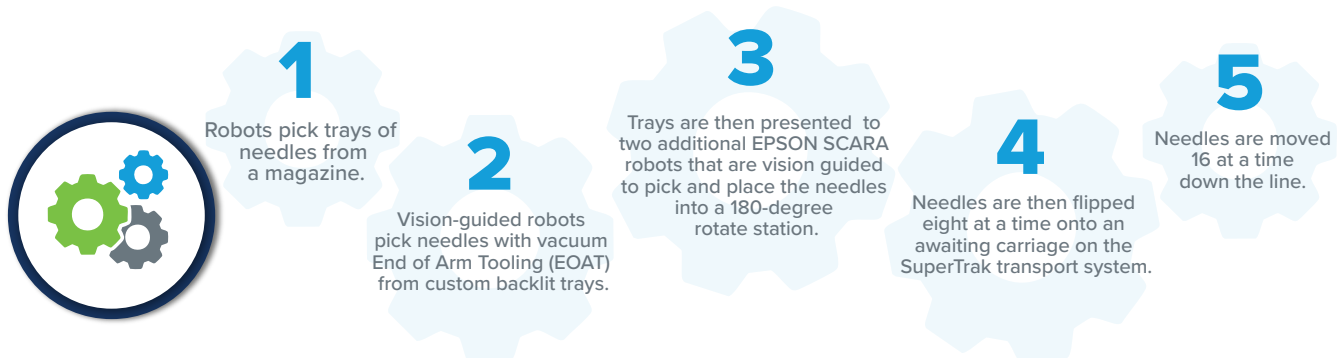 1
Robots pick trays of
needles from
a magazine.
2
Vision-guided robots
pick needles with vacuum
End of Arm Tooling (EOAT)
from custom backlit trays.
3
Trays are then presented to
two additional EPSON SCARA
robots that are vision guided
to pick and place the needles
into a 180-degree
rotate station.
4
Needles are then flipped
eight at a time onto an
awaiting carriage on the
SuperTrak transport system.
5
Needles are moved
16 at a time
down the line.